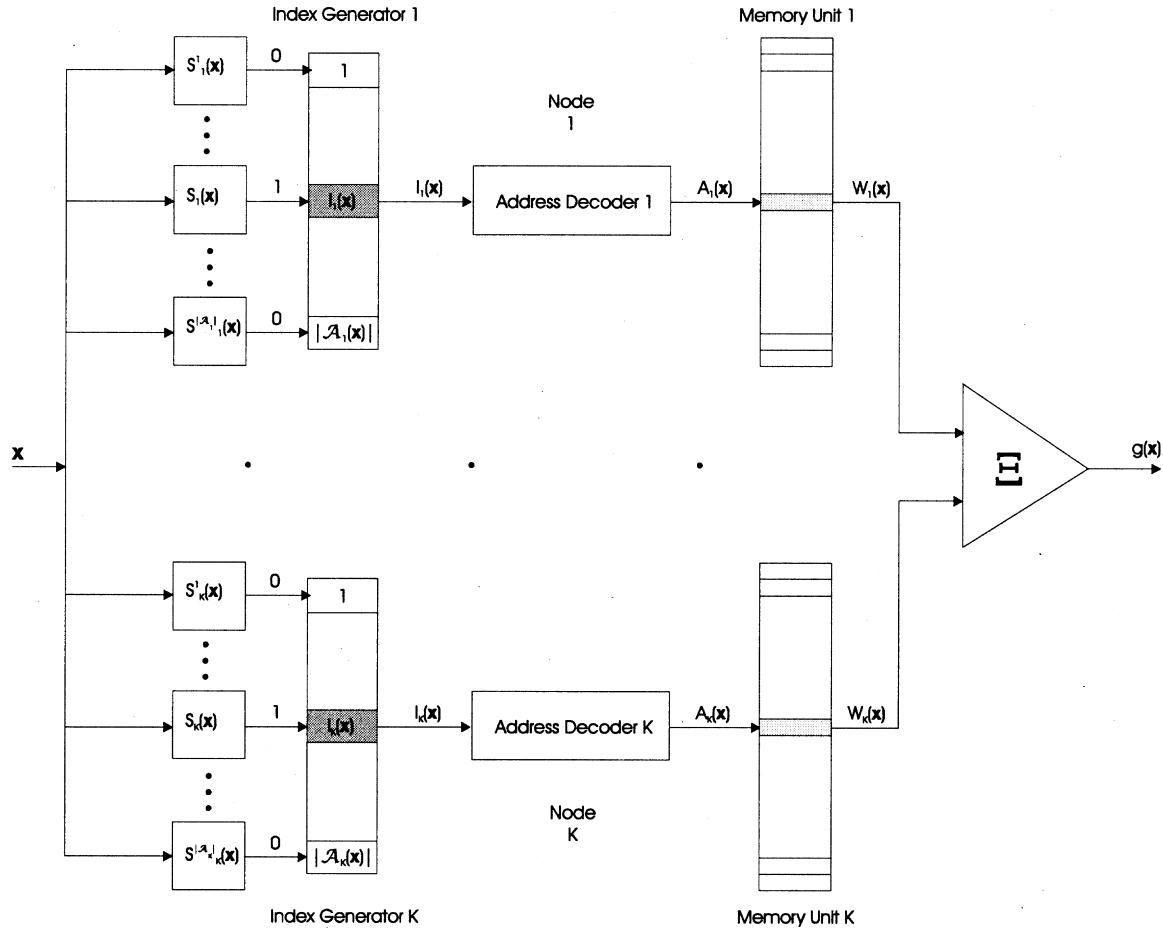 Index Generator 1
Memory Unit 1
S¹₁(x)
0
1
Node
1
S₁(x)
1
I₁(x)
I₁(x)
Address Decoder 1
A₁(x)
W₁(x)
S^|𝒜₁|₁(x)
0
|𝒜₁(x)|
x
Ξ
g(x)
S¹ₖ(x)
0
1
Sₖ(x)
1
Iₖ(x)
Iₖ(x)
Address Decoder K
Aₖ(x)
Wₖ(x)
Node
K
S^|𝒜ₖ|ₖ(x)
0
|𝒜ₖ(x)|
Index Generator K
Memory Unit K